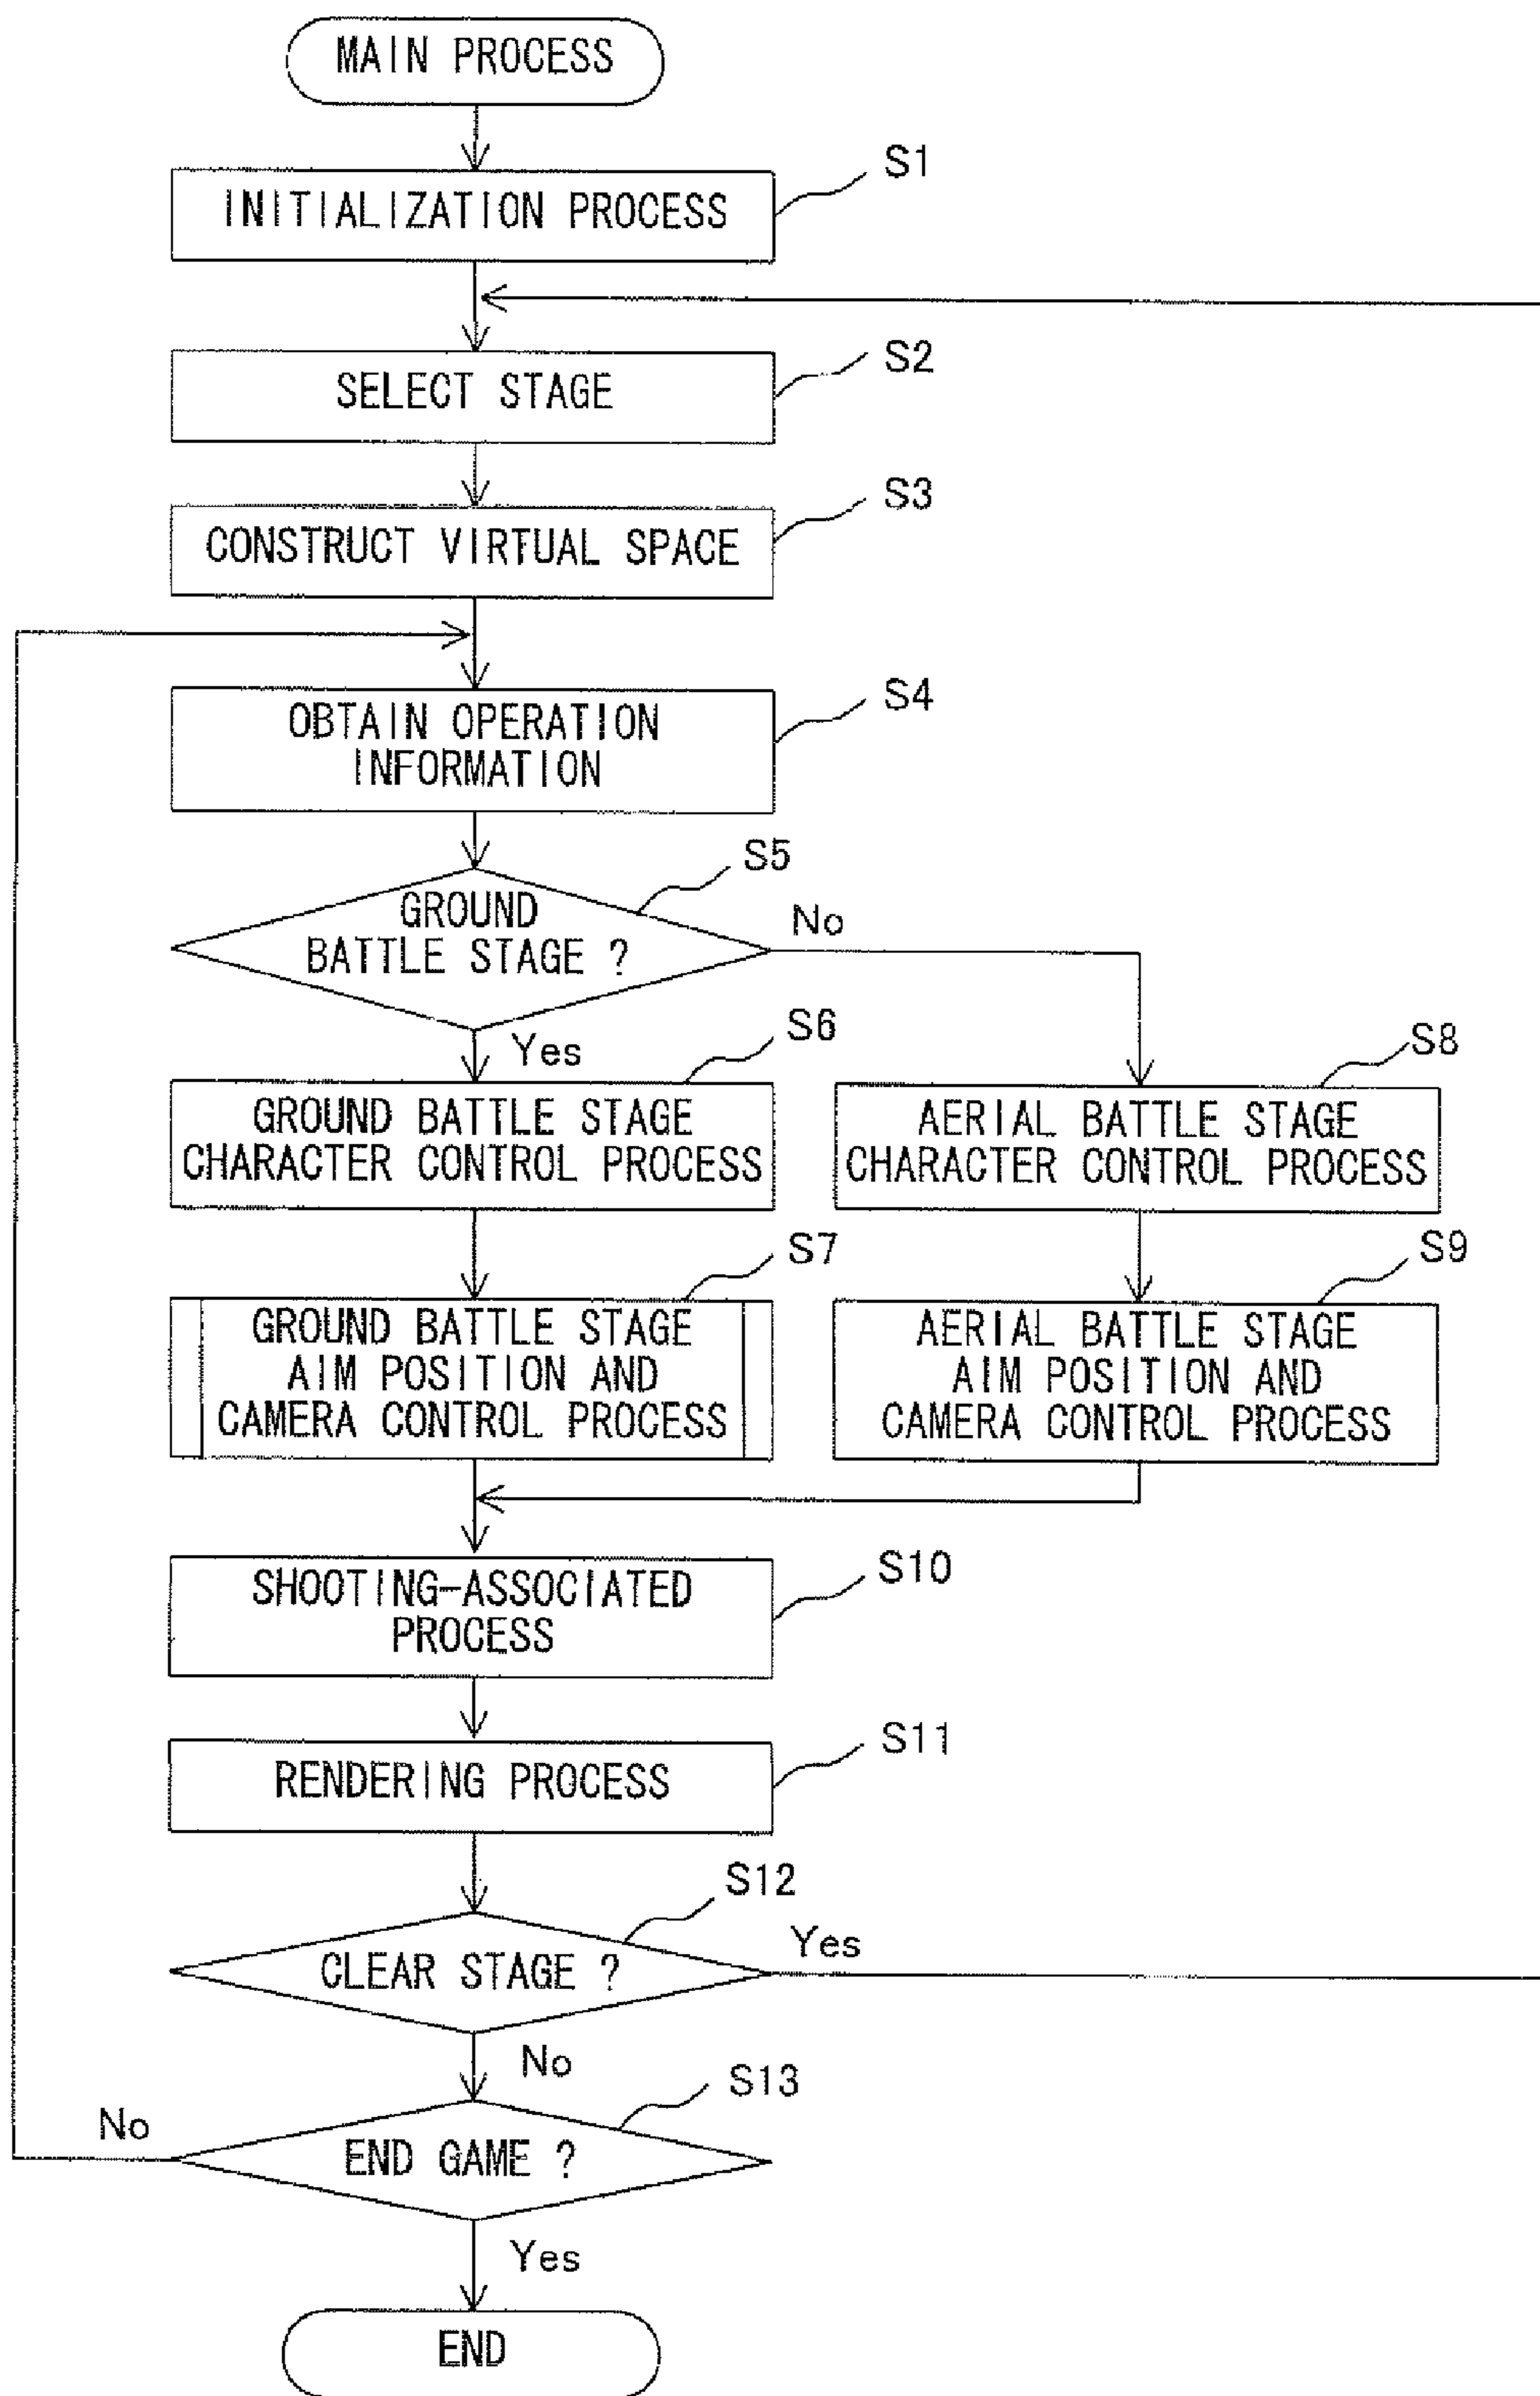 MAIN PROCESS
S1
INITIALIZATION PROCESS
S2
SELECT STAGE
S3
CONSTRUCT VIRTUAL SPACE
S4
OBTAIN OPERATION
INFORMATION
S5
GROUND
BATTLE STAGE ?
No
Yes
S6
GROUND BATTLE STAGE
CHARACTER CONTROL PROCESS
S8
AERIAL BATTLE STAGE
CHARACTER CONTROL PROCESS
S7
GROUND BATTLE STAGE
AIM POSITION AND
CAMERA CONTROL PROCESS
S9
AERIAL BATTLE STAGE
AIM POSITION AND
CAMERA CONTROL PROCESS
S10
SHOOTING-ASSOCIATED
PROCESS
S11
RENDERING PROCESS
S12
CLEAR STAGE ?
Yes
No
S13
END GAME ?
No
Yes
END